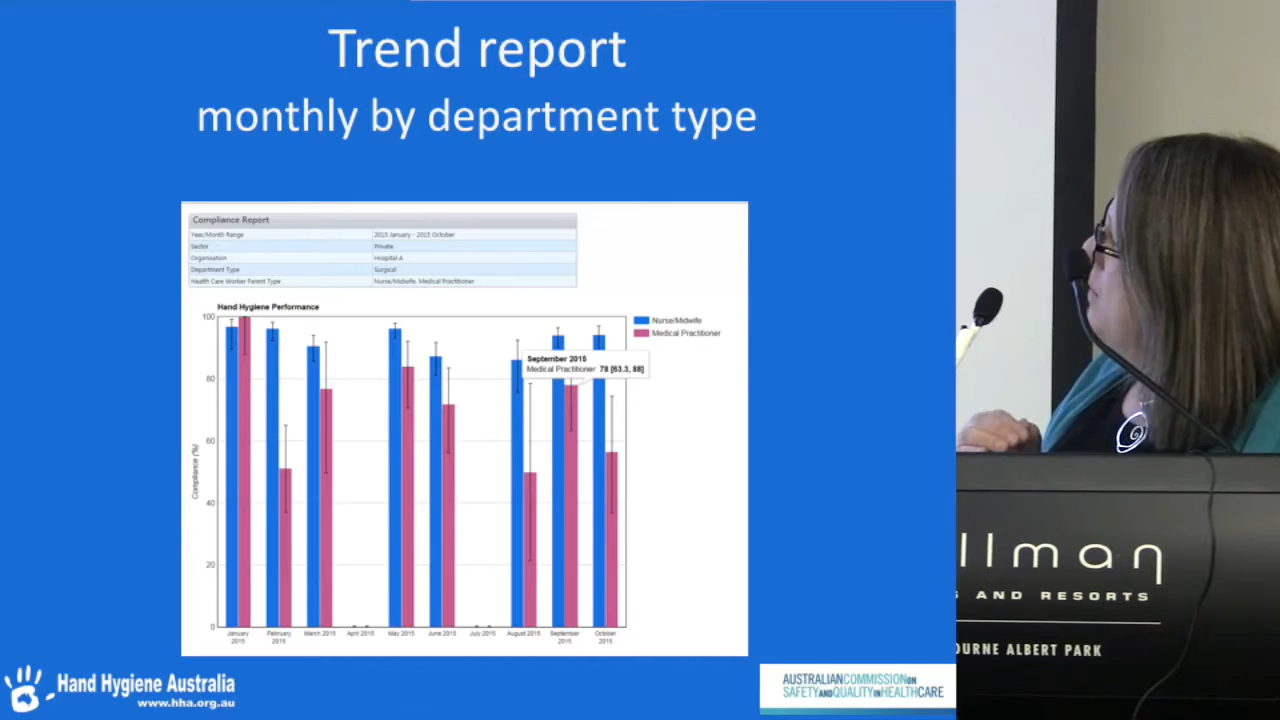 Trend report
monthly by department type
Compliance Report
Year/Month Range 2015 January - 2015 October
Sector Private
Organisation Hospital A
Department Type Surgical
Health Care Worker Parent Type Nurse/Midwife, Medical Practitioner
Hand Hygiene Performance
Nurse/Midwife
Medical Practitioner
September 2015
Medical Practitioner: 78 [63.3, 88]
Compliance (%)
100
80
60
40
20
0
January 2015
February 2015
March 2015
April 2015
May 2015
June 2015
July 2015
August 2015
September 2015
October 2015
Hand Hygiene Australia
www.hha.org.au
AUSTRALIAN COMMISSION ON
SAFETY AND QUALITY IN HEALTH CARE
llman
S AND RESORTS
OURNE ALBERT PARK